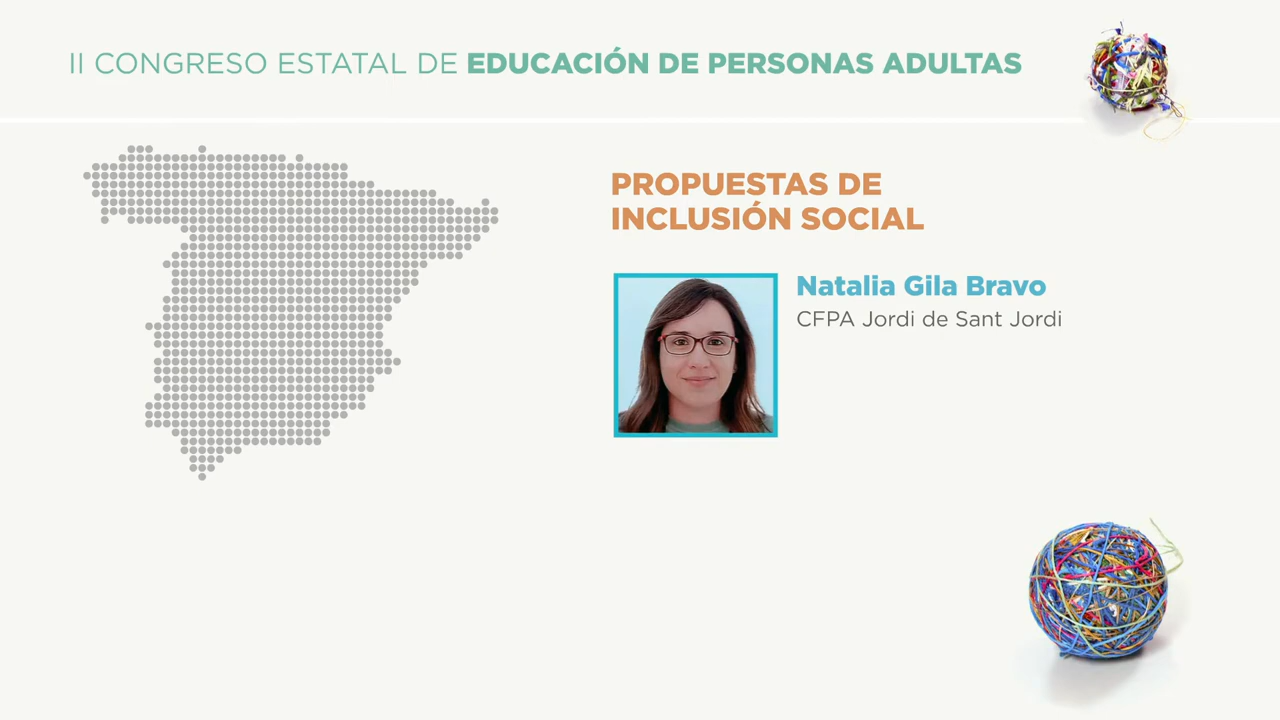 II CONGRESO ESTATAL DE EDUCACIÓN DE PERSONAS ADULTAS
PROPUESTAS DE
INCLUSIÓN SOCIAL
Natalia Gila Bravo
CFPA Jordi de Sant Jordi